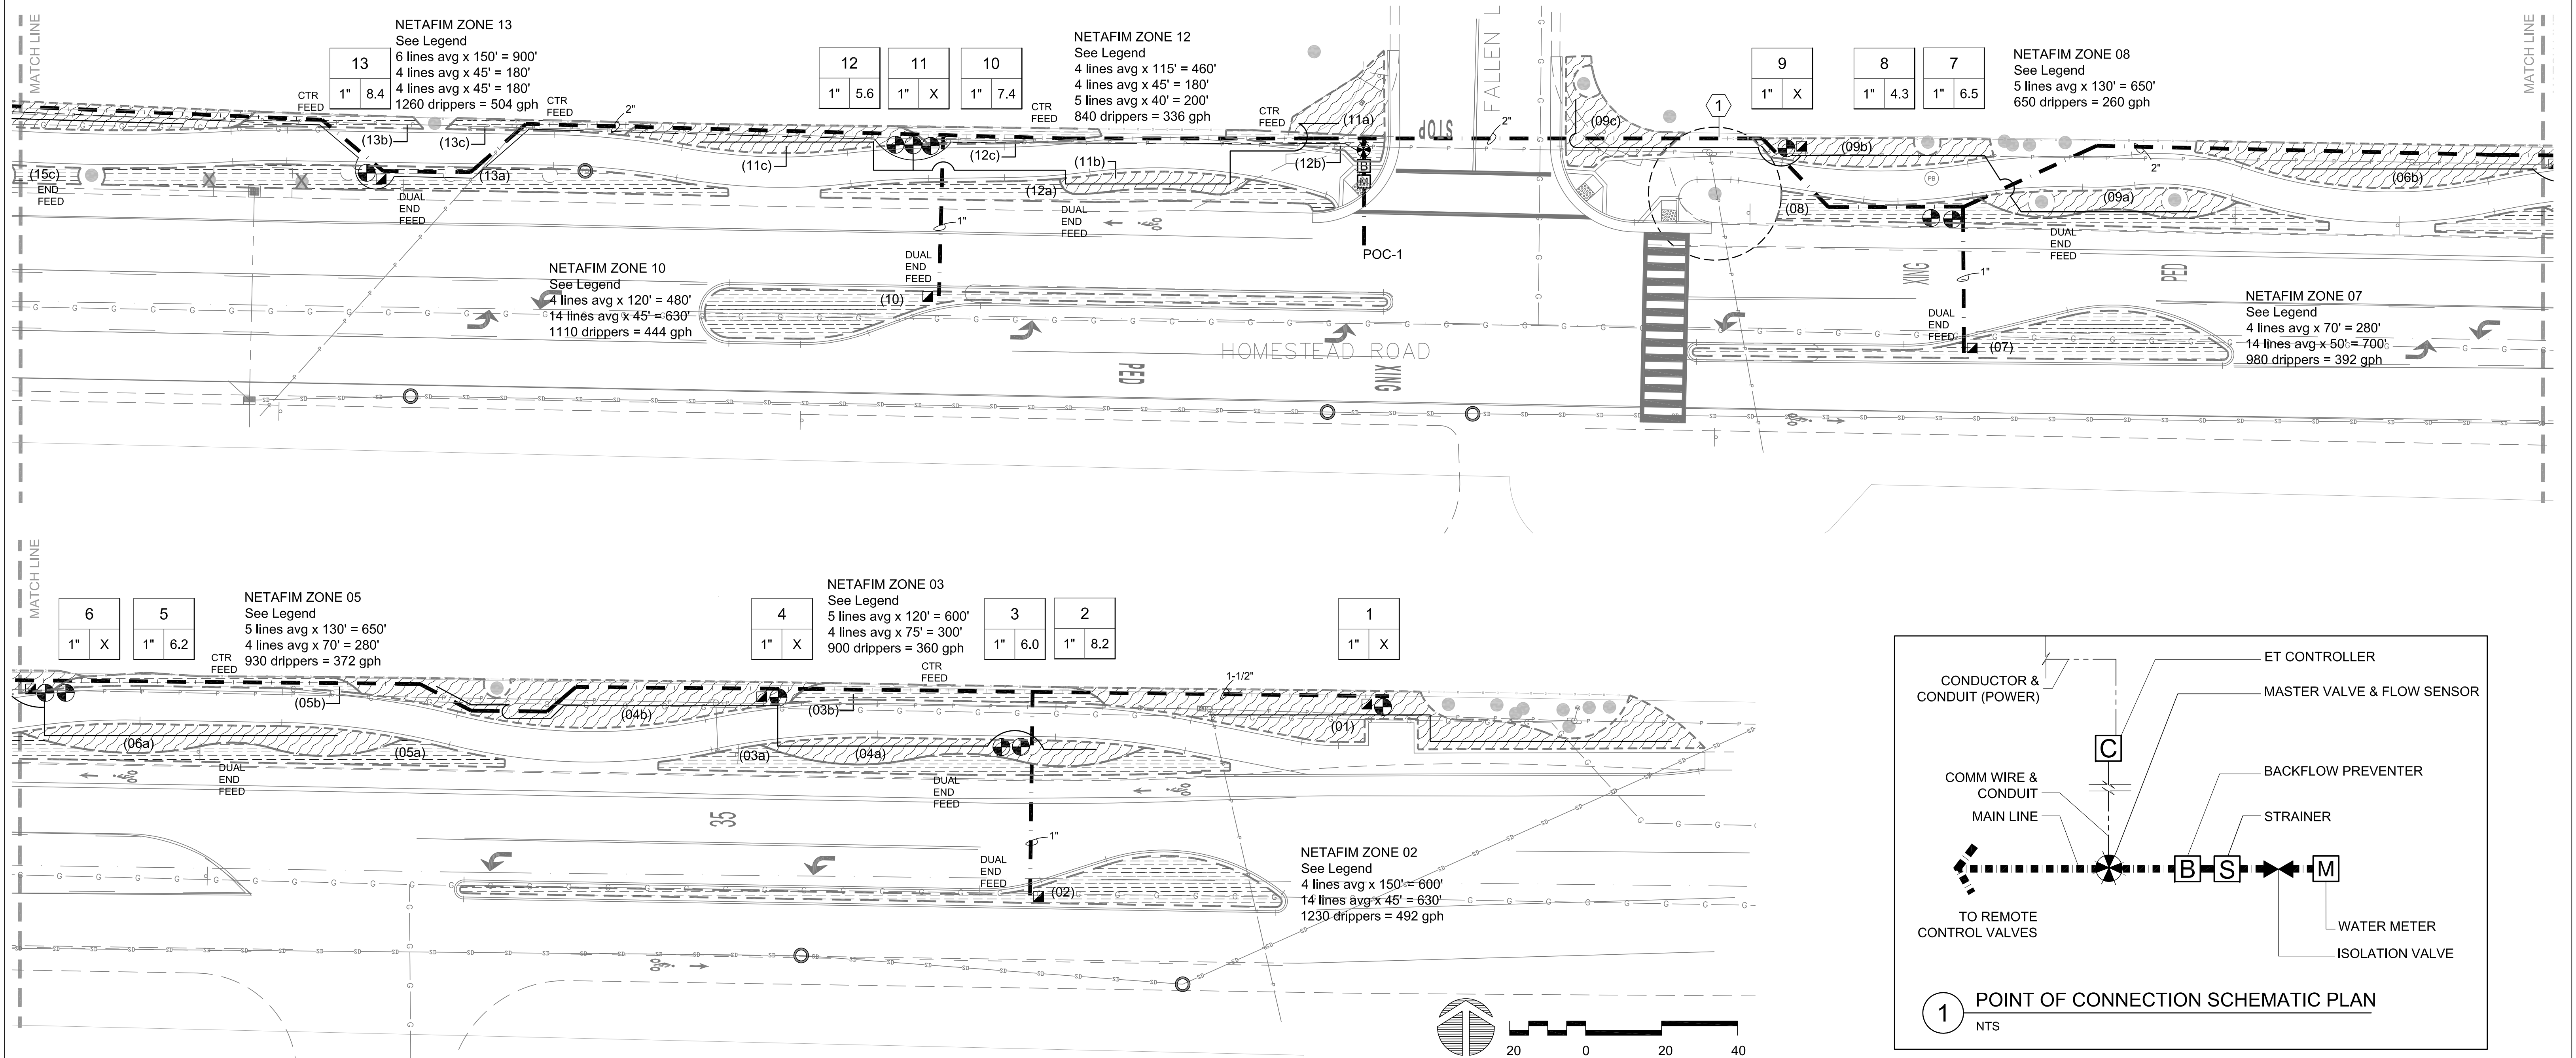 MATCH LINE
NETAFIM ZONE 13
See Legend
6 lines avg x 150' = 900'
4 lines avg x 45' = 180'
4 lines avg x 45' = 180'
1260 drippers = 504 gph
13
1" 8.4
CTR
FEED
CTR
FEED
2"
(13b)
(13c)
(13a)
(15c)
END
FEED
X
X
DUAL
END
FEED
12
1" 5.6
11
1" X
10
1" 7.4
NETAFIM ZONE 12
See Legend
4 lines avg x 115' = 460'
4 lines avg x 45' = 180'
5 lines avg x 40' = 200'
840 drippers = 336 gph
CTR
FEED
CTR
FEED
(11a)
(11c)
(12c)
(11b)
(12b)
(12a)
B
M
DUAL
END
FEED
1"
DUAL
END
FEED
POC-1
NETAFIM ZONE 10
See Legend
4 lines avg x 120' = 480'
14 lines avg x 45' = 630'
1110 drippers = 444 gph
(10)
HOMESTEAD ROAD
PED
XING
FALLEN L
STOP
2"
(09c)
1
9
1" X
8
1" 4.3
7
1" 6.5
NETAFIM ZONE 08
See Legend
5 lines avg x 130' = 650'
650 drippers = 260 gph
MATCH LINE
(09b)
2"
PB
(06b)
(09a)
(08)
DUAL
END
FEED
XING
PED
1"
DUAL
END
FEED
(07)
NETAFIM ZONE 07
See Legend
4 lines avg x 70' = 280'
14 lines avg x 50' = 700'
980 drippers = 392 gph
MATCH LINE
6
1" X
5
1" 6.2
NETAFIM ZONE 05
See Legend
5 lines avg x 130' = 650'
4 lines avg x 70' = 280'
930 drippers = 372 gph
CTR
FEED
(05b)
(06a)
(05a)
DUAL
END
FEED
(04b)
4
1" X
NETAFIM ZONE 03
See Legend
5 lines avg x 120' = 600'
4 lines avg x 75' = 300'
900 drippers = 360 gph
CTR
FEED
3
1" 6.0
2
1" 8.2
1
1" X
1-1/2"
(03b)
(03a)
(04a)
(01)
DUAL
END
FEED
35
1"
DUAL
END
FEED
(02)
NETAFIM ZONE 02
See Legend
4 lines avg x 150' = 600'
14 lines avg x 45' = 630'
1230 drippers = 492 gph
20 0 20 40
ET CONTROLLER
CONDUCTOR &
CONDUIT (POWER)
MASTER VALVE & FLOW SENSOR
C
COMM WIRE &
CONDUIT
BACKFLOW PREVENTER
MAIN LINE
STRAINER
B
S
M
TO REMOTE
CONTROL VALVES
WATER METER
ISOLATION VALVE
1 POINT OF CONNECTION SCHEMATIC PLAN
NTS